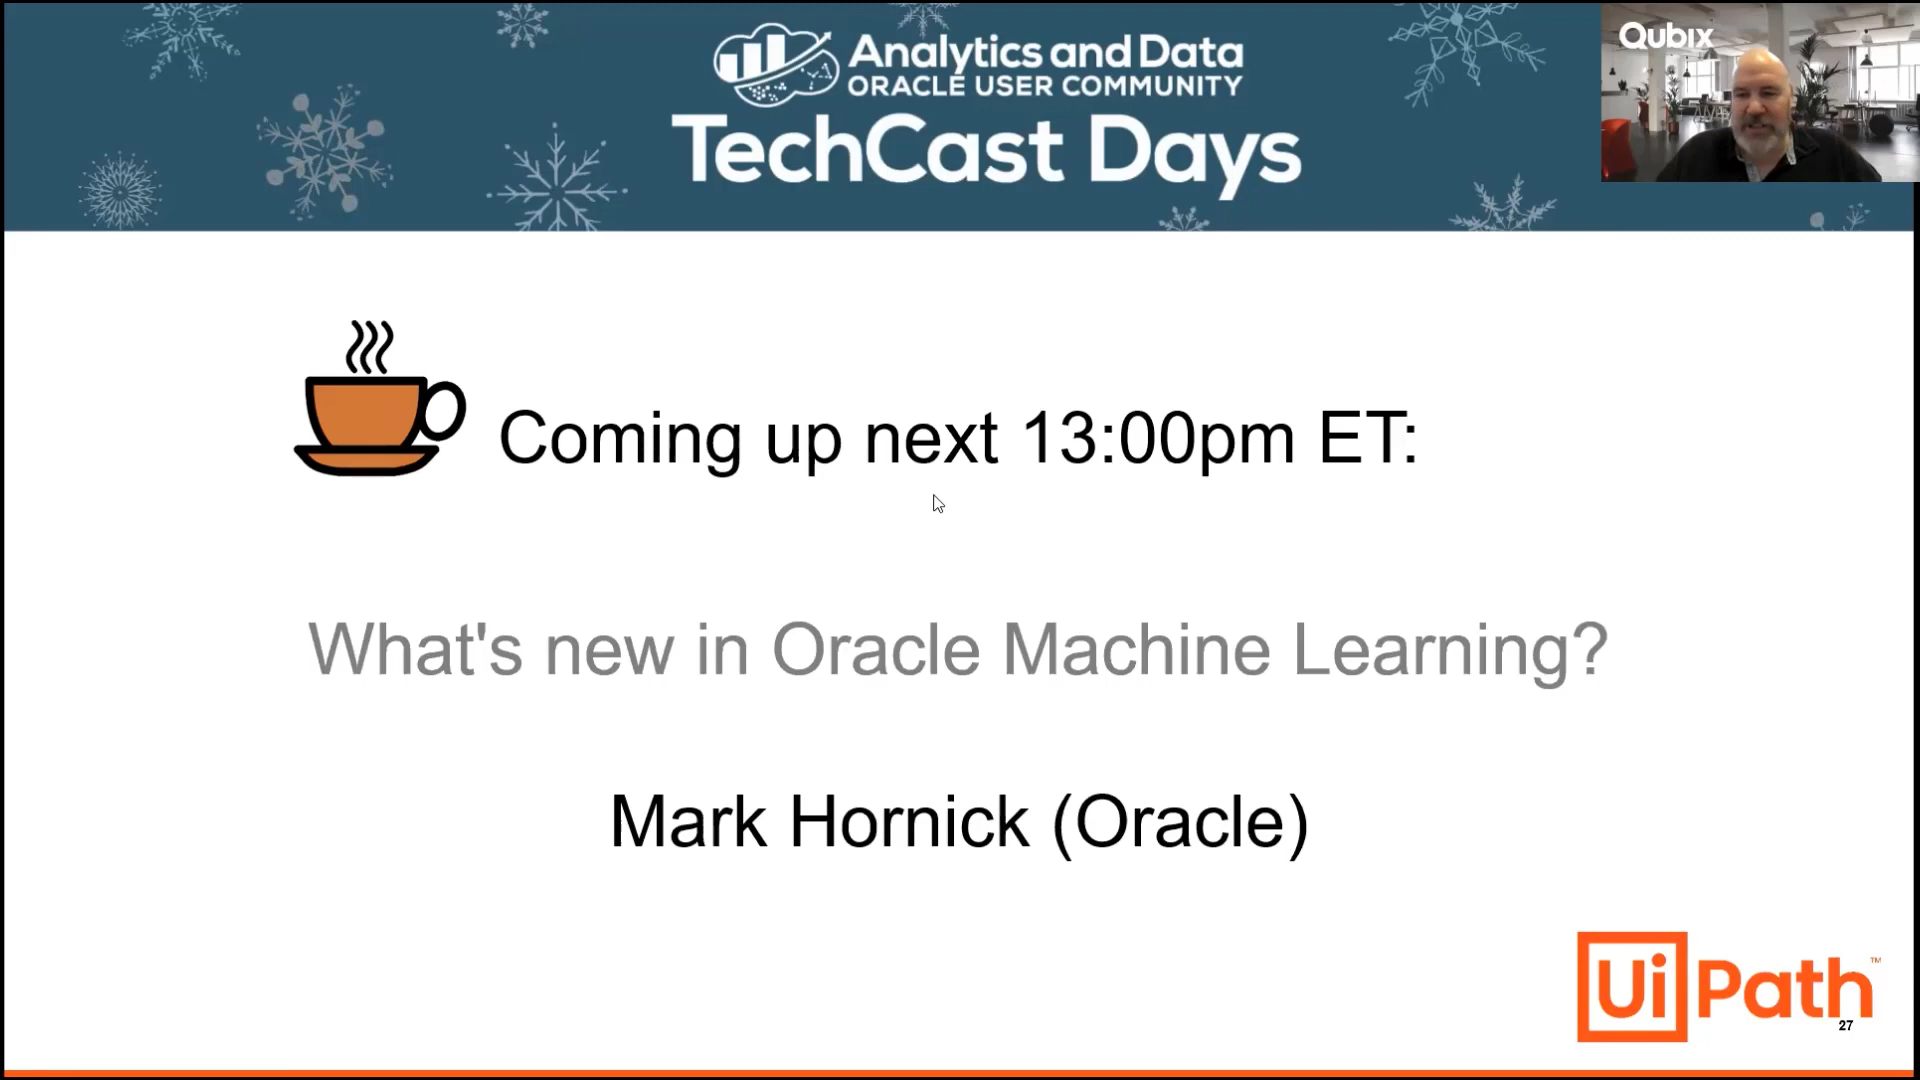 Analytics and Data
ORACLE USER COMMUNITY
TechCast Days
Qubix
Coming up next 13:00pm ET:
What's new in Oracle Machine Learning?
Mark Hornick (Oracle)
UiPath™
27